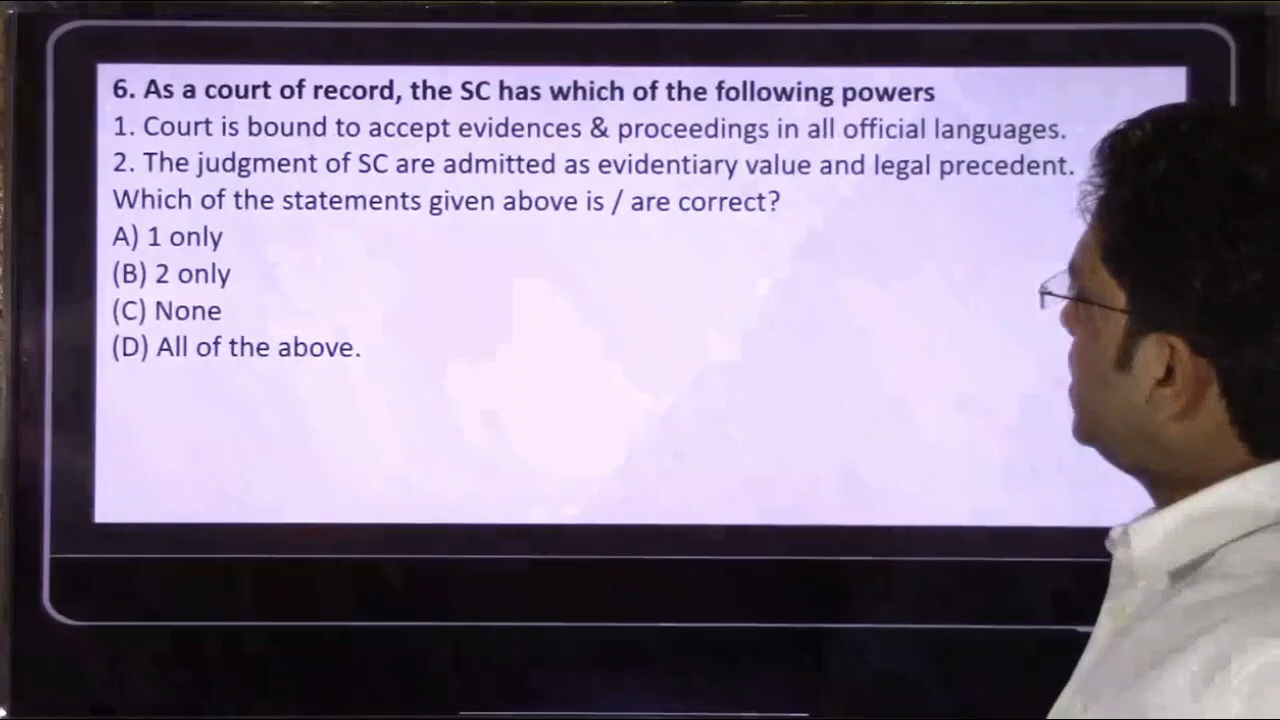 6. As a court of record, the SC has which of the following powers
1. Court is bound to accept evidences & proceedings in all official languages.
2. The judgment of SC are admitted as evidentiary value and legal precedent.
Which of the statements given above is / are correct?
A) 1 only
(B) 2 only
(C) None
(D) All of the above.